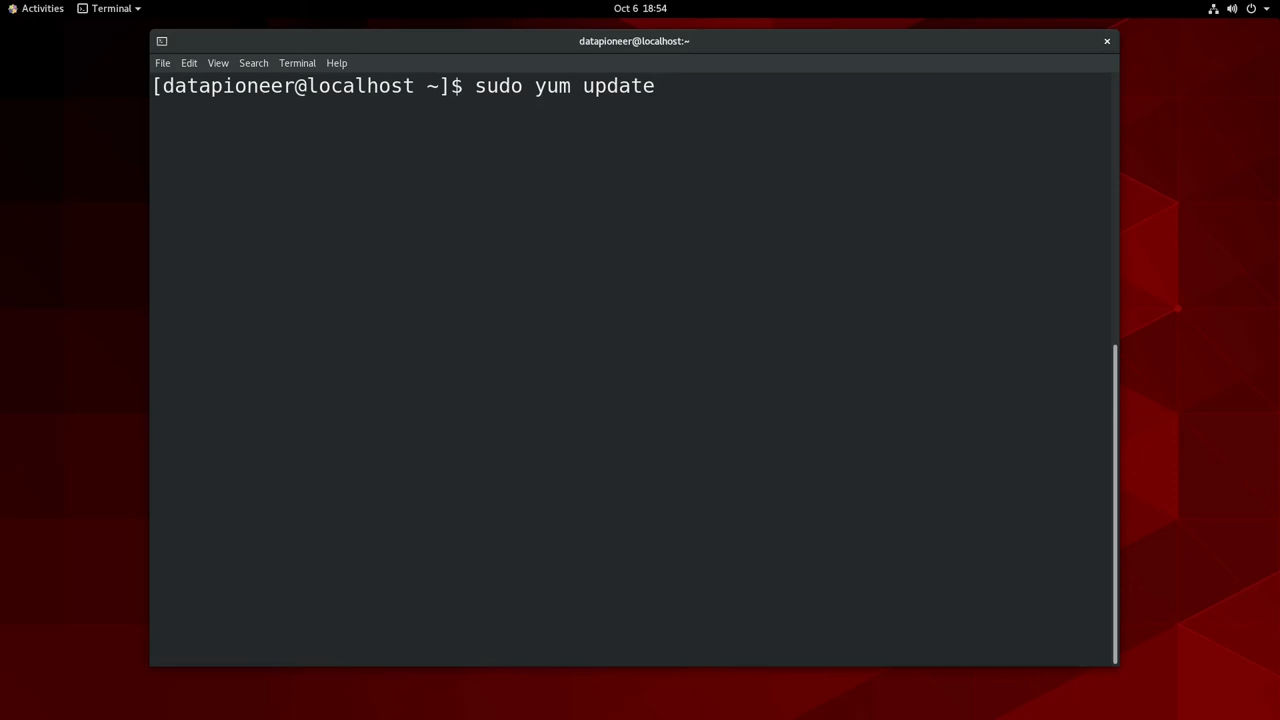 Activities Terminal Oct 6 18:54
datapioneer@localhost:~
File Edit View Search Terminal Help
[datapioneer@localhost ~]$ sudo yum update